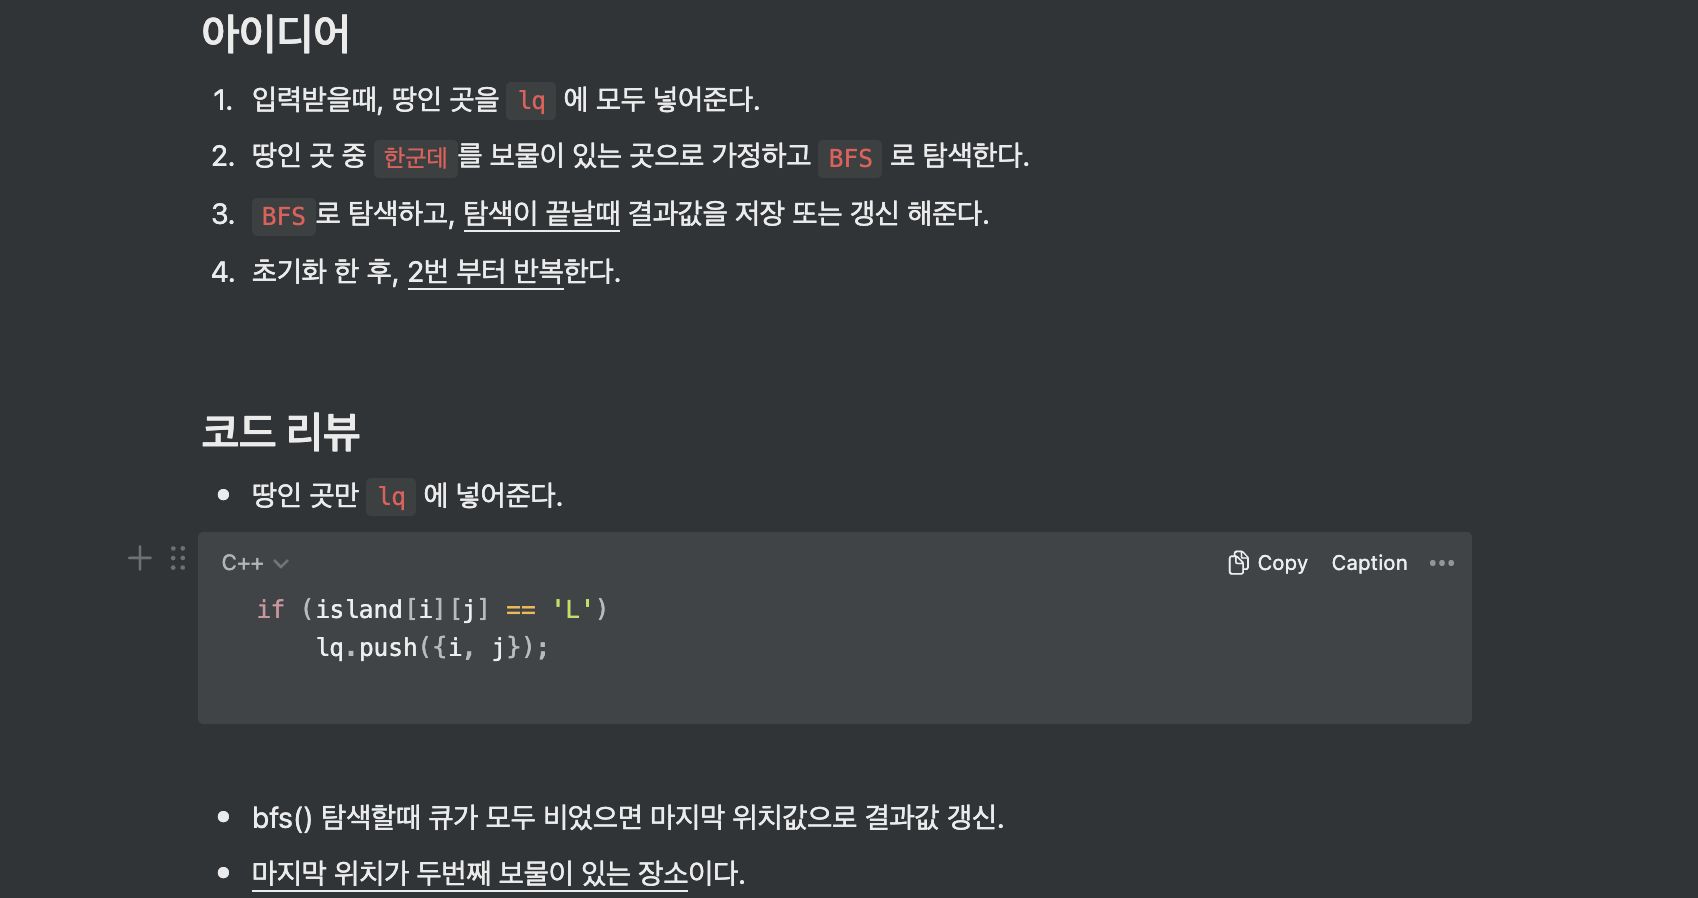 아이디어
1. 입력받을때, 땅인 곳을 lq 에 모두 넣어준다.
2. 땅인 곳 중 한군데를 보물이 있는 곳으로 가정하고 BFS 로 탐색한다.
3. BFS로 탐색하고, 탐색이 끝날때 결과값을 저장 또는 갱신 해준다.
4. 초기화 한 후, 2번 부터 반복한다.
코드 리뷰
• 땅인 곳만 lq 에 넣어준다.
C++ Copy Caption
if (island[i][j] == 'L')
    lq.push({i, j});
• bfs() 탐색할때 큐가 모두 비었으면 마지막 위치값으로 결과값 갱신.
• 마지막 위치가 두번째 보물이 있는 장소이다.